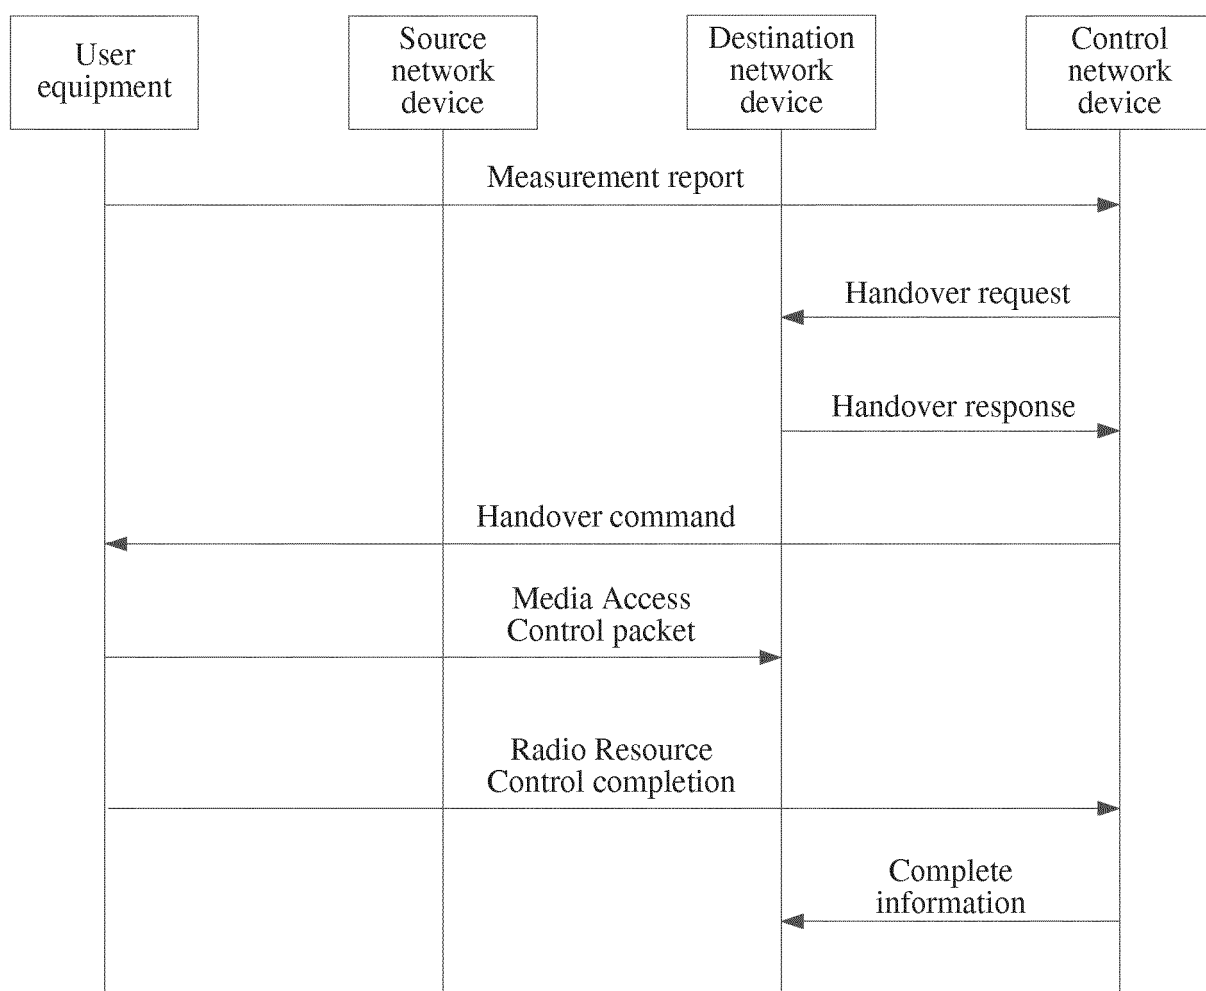 User
equipment
Source
network
device
Destination
network
device
Control
network
device
Measurement report
Handover request
Handover response
Handover command
Media Access
Control packet
Radio Resource
Control completion
Complete
information